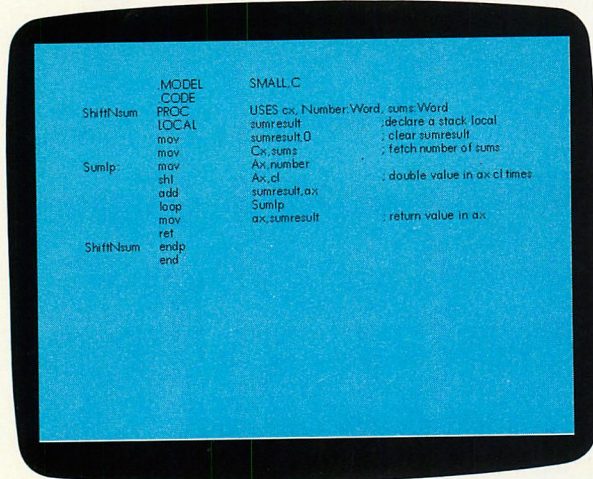 .MODEL SMALL,C
.CODE
ShiftNsum PROC USES cx, Number:Word, sums:Word
LOCAL sumresult ;declare a stack local
mov sumresult,0 ; clear sumresult
mov Cx,sums ; fetch number of sums
Sumlp: mov Ax,number
shl Ax,cl ; double value in ax cl times
add sumresult,ax
loop Sumlp
mov ax,sumresult ; return value in ax
ret
ShiftNsum endp
end